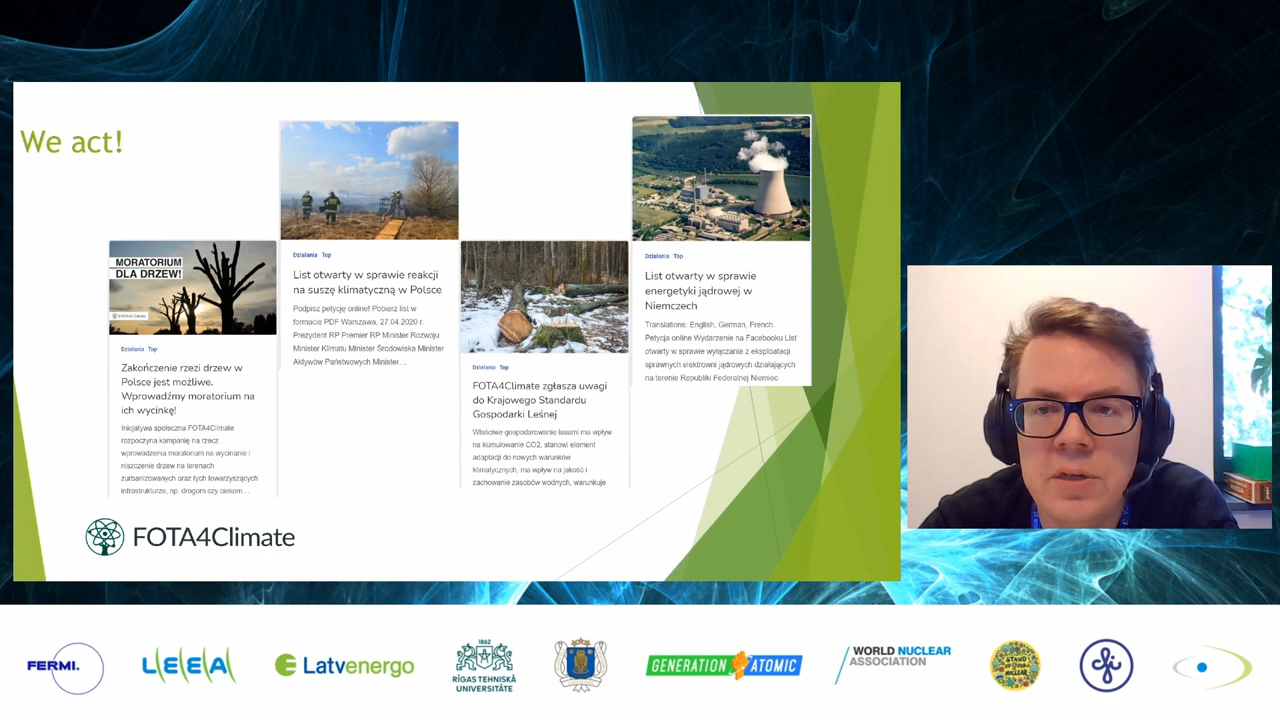 We act!
MORATORIUM
DLA DRZEW!
FOTA4Climate
Działania Top
Zakończenie rzezi drzew w
Polsce jest możliwe.
Wprowadźmy moratorium na
ich wycinkę!
Inicjatywa społeczna FOTA4Climate
rozpoczyna kampanię na rzecz
wprowadzenia moratorium na wycinanie i
niszczenie drzew na terenach
zurbanizowanych oraz tych towarzyszących
infrastrukturze, np. drogom czy ciekom...
Działania Top
List otwarty w sprawie reakcji
na suszę klimatyczną w Polsce
Podpisz petycję online! Pobierz list w
formacie PDF Warszawa, 27.04.2020 r.
Prezydent RP Premier RP Minister Rozwoju
Minister Klimatu Minister Środowiska Minister
Aktywów Państwowych Minister...
Działania Top
FOTA4Climate zgłasza uwagi
do Krajowego Standardu
Gospodarki Leśnej
Właściwe gospodarowanie lasami ma wpływ
na kumulowanie CO2, stanowi element
adaptacji do nowych warunków
klimatycznych, ma wpływ na jakość i
zachowanie zasobów wodnych, warunkuje
Działania Top
List otwarty w sprawie
energetyki jądrowej w
Niemczech
Translations: English, German, French
Petycja online Wydarzenie na Facebooku List
otwarty w sprawie wyłączania z eksploatacji
sprawnych elektrowni jądrowych działających
na terenie Republiki Federalnej Niemiec
FOTA4Climate
FERMI.
LEEA
Latvenergo
1862
RĪGAS TEHNISKĀ
UNIVERSITĀTE
GENERATION ATOMIC
WORLD NUCLEAR
ASSOCIATION
STAND
UP FOR
NUCLEAR